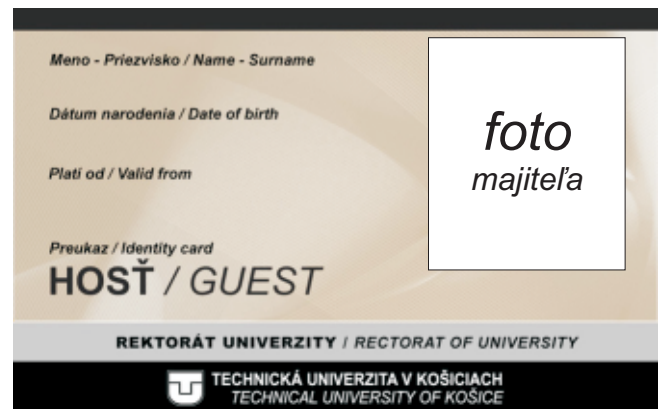 Meno - Priezvisko / Name - Surname
Dátum narodenia / Date of birth
Platí od / Valid from
Preukaz / Identity card
HOSŤ / GUEST
foto
majiteľa
REKTORÁT UNIVERZITY / RECTORAT OF UNIVERSITY
TECHNICKÁ UNIVERZITA V KOŠICIACH
TECHNICAL UNIVERSITY OF KOŠICE